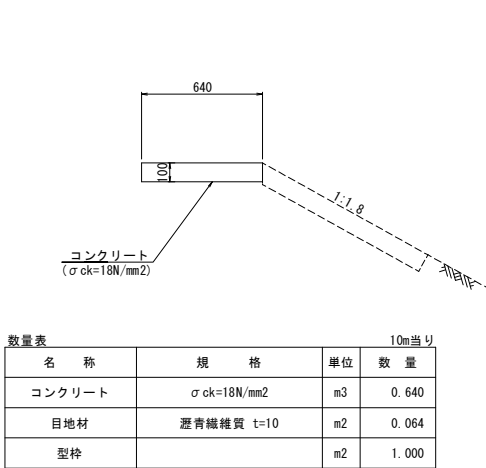 640
100
1:1.8
コンクリート
(σck=18N/mm2)
数量表 10m当り
名 称 規 格 単位 数 量
コンクリート σck=18N/mm2 m3 0.640
目地材 瀝青繊維質 t=10 m2 0.064
型枠 m2 1.000